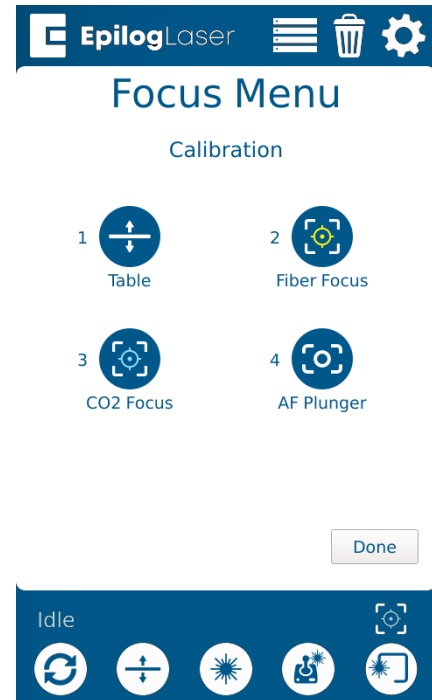 EpilogLaser
Focus Menu
Calibration
1
Table
2
Fiber Focus
3
CO2 Focus
4
AF Plunger
Done
Idle